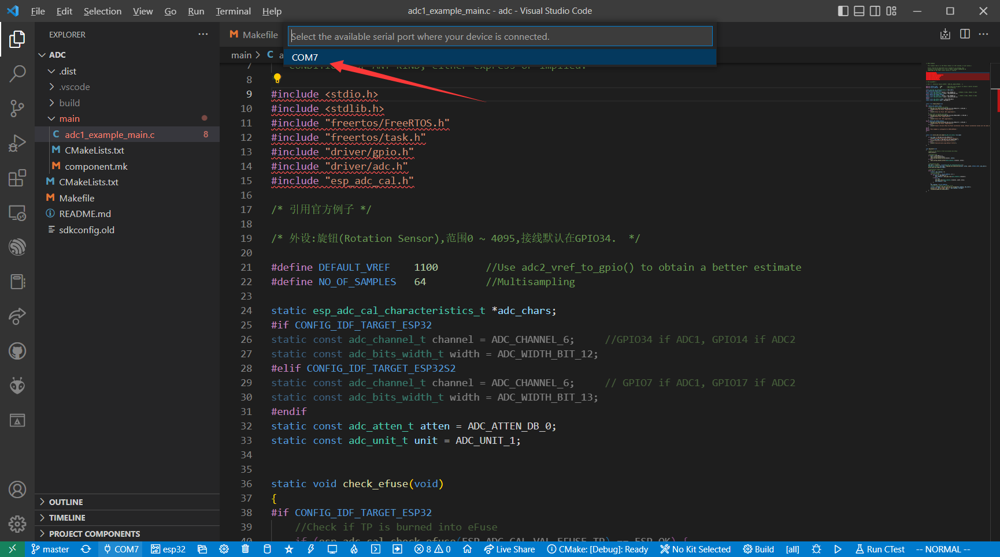 File Edit Selection View Go Run Terminal Help
adc1_example_main.c - adc - Visual Studio Code
EXPLORER
ADC
.dist
.vscode
build
main
adc1_example_main.c 8
CMakeLists.txt
component.mk
CMakeLists.txt
Makefile
README.md
sdkconfig.old
OUTLINE
TIMELINE
PROJECT COMPONENTS
Makefile
Select the available serial port where your device is connected.
main > C a
COM7
7
8
9 #include <stdio.h>
10 #include <stdlib.h>
11 #include "freertos/FreeRTOS.h"
12 #include "freertos/task.h"
13 #include "driver/gpio.h"
14 #include "driver/adc.h"
15 #include "esp_adc_cal.h"
16
17 /* 引用官方例子 */
18
19 /* 外设:旋钮(Rotation Sensor),范围0 ~ 4095,接线默认在GPIO34.  */
20
21 #define DEFAULT_VREF    1100        //Use adc2_vref_to_gpio() to obtain a better estimate
22 #define NO_OF_SAMPLES   64          //Multisampling
23
24 static esp_adc_cal_characteristics_t *adc_chars;
25 #if CONFIG_IDF_TARGET_ESP32
26 static const adc_channel_t channel = ADC_CHANNEL_6;     //GPIO34 if ADC1, GPIO14 if ADC2
27 static const adc_bits_width_t width = ADC_WIDTH_BIT_12;
28 #elif CONFIG_IDF_TARGET_ESP32S2
29 static const adc_channel_t channel = ADC_CHANNEL_6;     // GPIO7 if ADC1, GPIO17 if ADC2
30 static const adc_bits_width_t width = ADC_WIDTH_BIT_13;
31 #endif
32 static const adc_atten_t atten = ADC_ATTEN_DB_0;
33 static const adc_unit_t unit = ADC_UNIT_1;
34
35
36 static void check_efuse(void)
37 {
38 #if CONFIG_IDF_TARGET_ESP32
39     //Check if TP is burned into eFuse
40     if (esp_adc_cal_check_efuse(ESP_ADC_CAL_VAL_EFUSE_TP) == ESP_OK) {
master COM7 esp32 8 0 Live Share CMake: [Debug]: Ready No Kit Selected Build [all] Run CTest -- NORMAL --